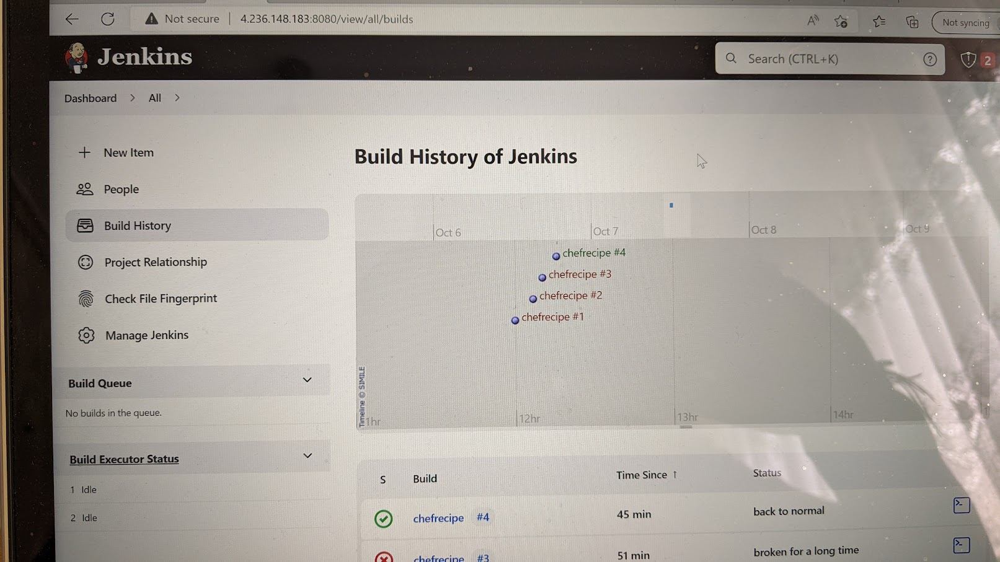 Not secure | 4.236.148.183:8080/view/all/builds
Not syncing
Jenkins
Search (CTRL+K)
2
Dashboard > All >
New Item
People
Build History
Project Relationship
Check File Fingerprint
Manage Jenkins
Build Queue
No builds in the queue.
Build Executor Status
1 Idle
2 Idle
Build History of Jenkins
Oct 6
Oct 7
Oct 8
Oct 9
chefrecipe #4
chefrecipe #3
chefrecipe #2
chefrecipe #1
Timeline © SIMILE
1hr
12hr
13hr
14hr
S Build Time Since ↑ Status
chefrecipe #4 45 min back to normal
chefrecipe #3 51 min broken for a long time